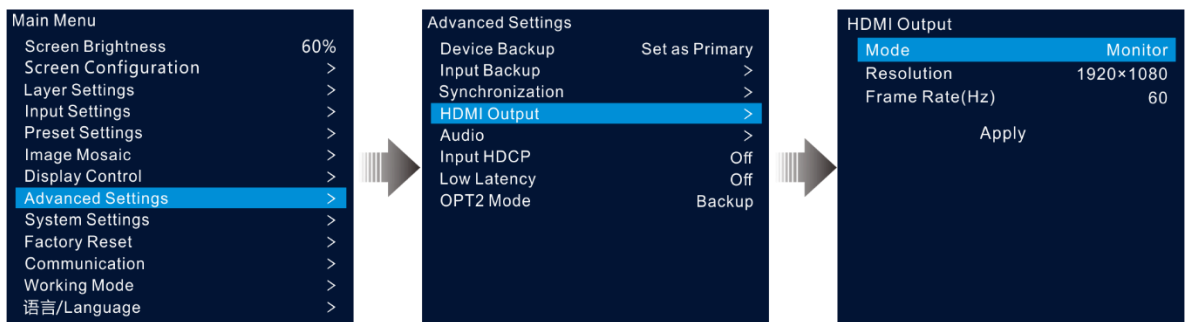 Main Menu
Screen Brightness 60%
Screen Configuration >
Layer Settings >
Input Settings >
Preset Settings >
Image Mosaic >
Display Control >
Advanced Settings >
System Settings >
Factory Reset >
Communication >
Working Mode >
语言/Language >
Advanced Settings
Device Backup Set as Primary
Input Backup >
Synchronization >
HDMI Output >
Audio >
Input HDCP Off
Low Latency Off
OPT2 Mode Backup
HDMI Output
Mode Monitor
Resolution 1920×1080
Frame Rate(Hz) 60
Apply